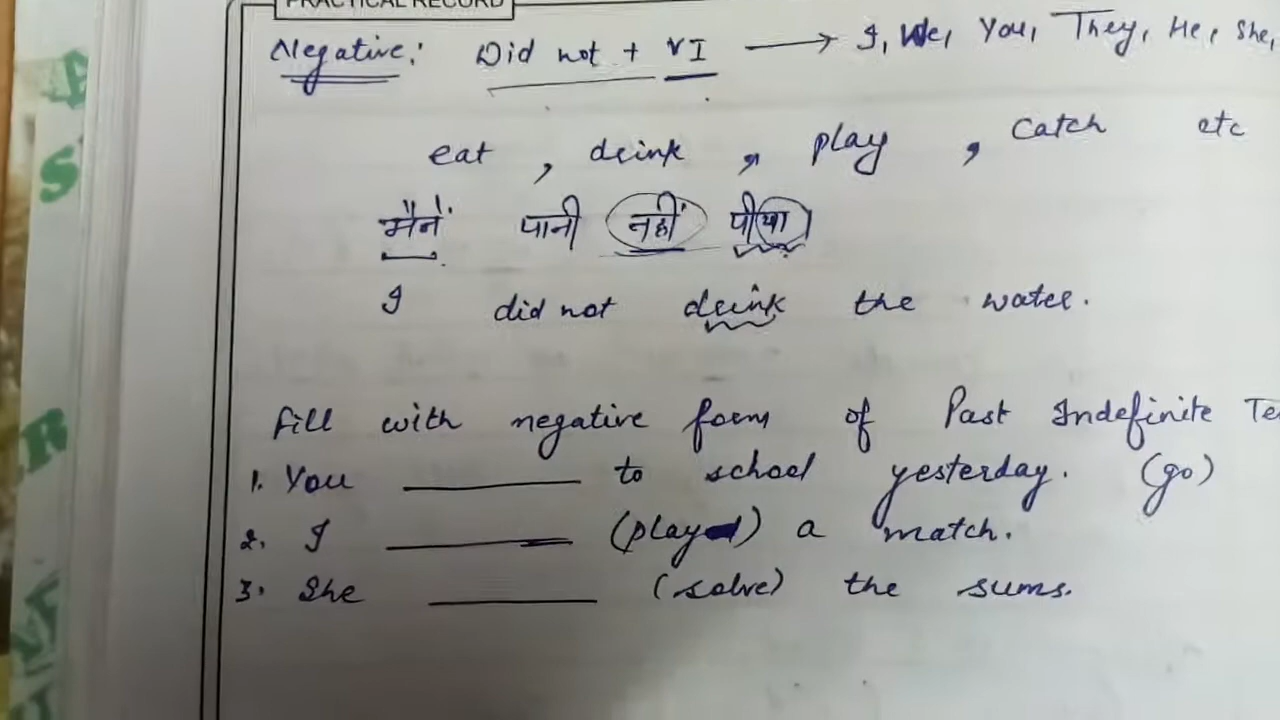 PRACTICAL RECORD
Negative: Did not + VI → I, We, You, They, He, She,
eat , drink , play , catch etc
मैनें पानी नहीं पीया।
I did not drink the water.
Fill with negative form of Past Indefinite Te
1. You ______ to school yesterday. (go)
2. I ______ (play) a match.
3. She ______ (solve) the sums.